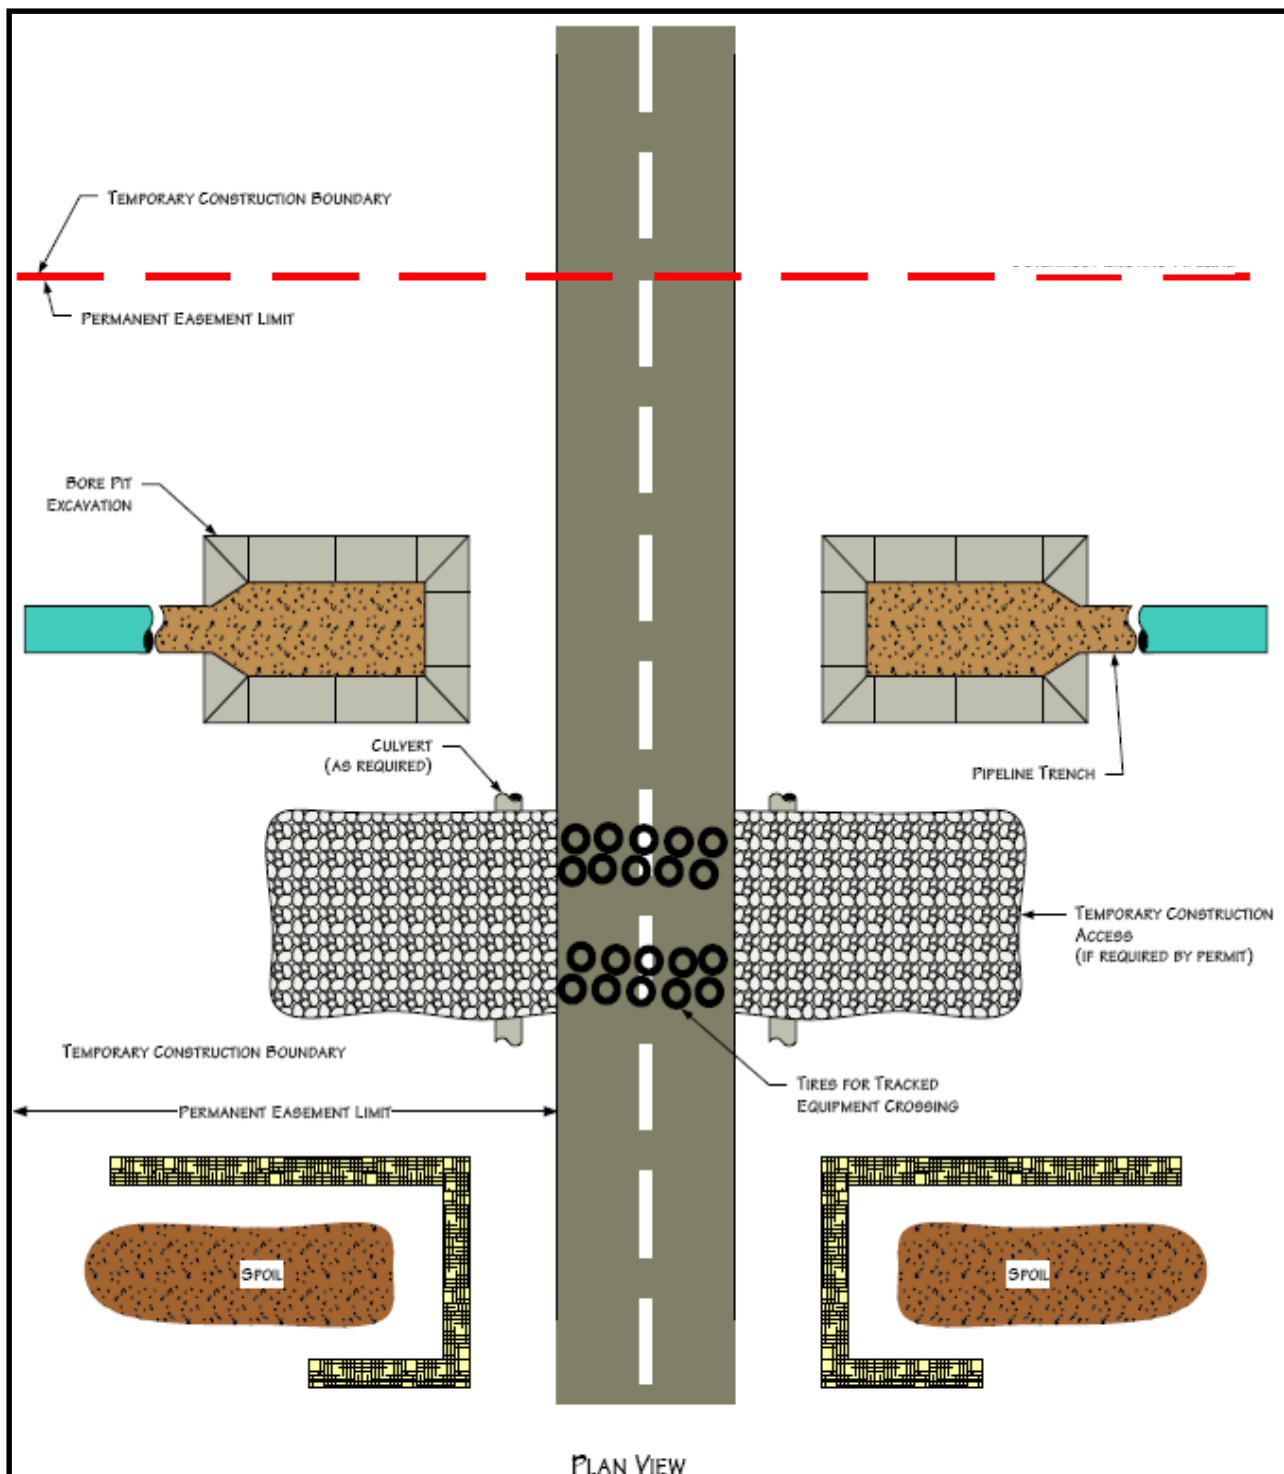 TEMPORARY CONSTRUCTION BOUNDARY
PERMANENT EASEMENT LIMIT
BORE PIT
EXCAVATION
CULVERT
(AS REQUIRED)
PIPELINE TRENCH
TEMPORARY CONSTRUCTION
ACCESS
(IF REQUIRED BY PERMIT)
TEMPORARY CONSTRUCTION BOUNDARY
TIRES FOR TRACKED
EQUIPMENT CROSSING
PERMANENT EASEMENT LIMIT
SPOIL
SPOIL
PLAN VIEW